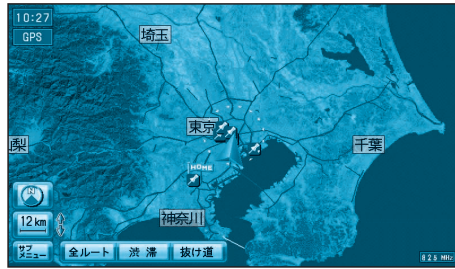 10:27
GPS
埼玉
東京
梨
千葉
HOME
神奈川
N
12km
サブメニュー
全ルート 渋滞 抜け道
825 MHz